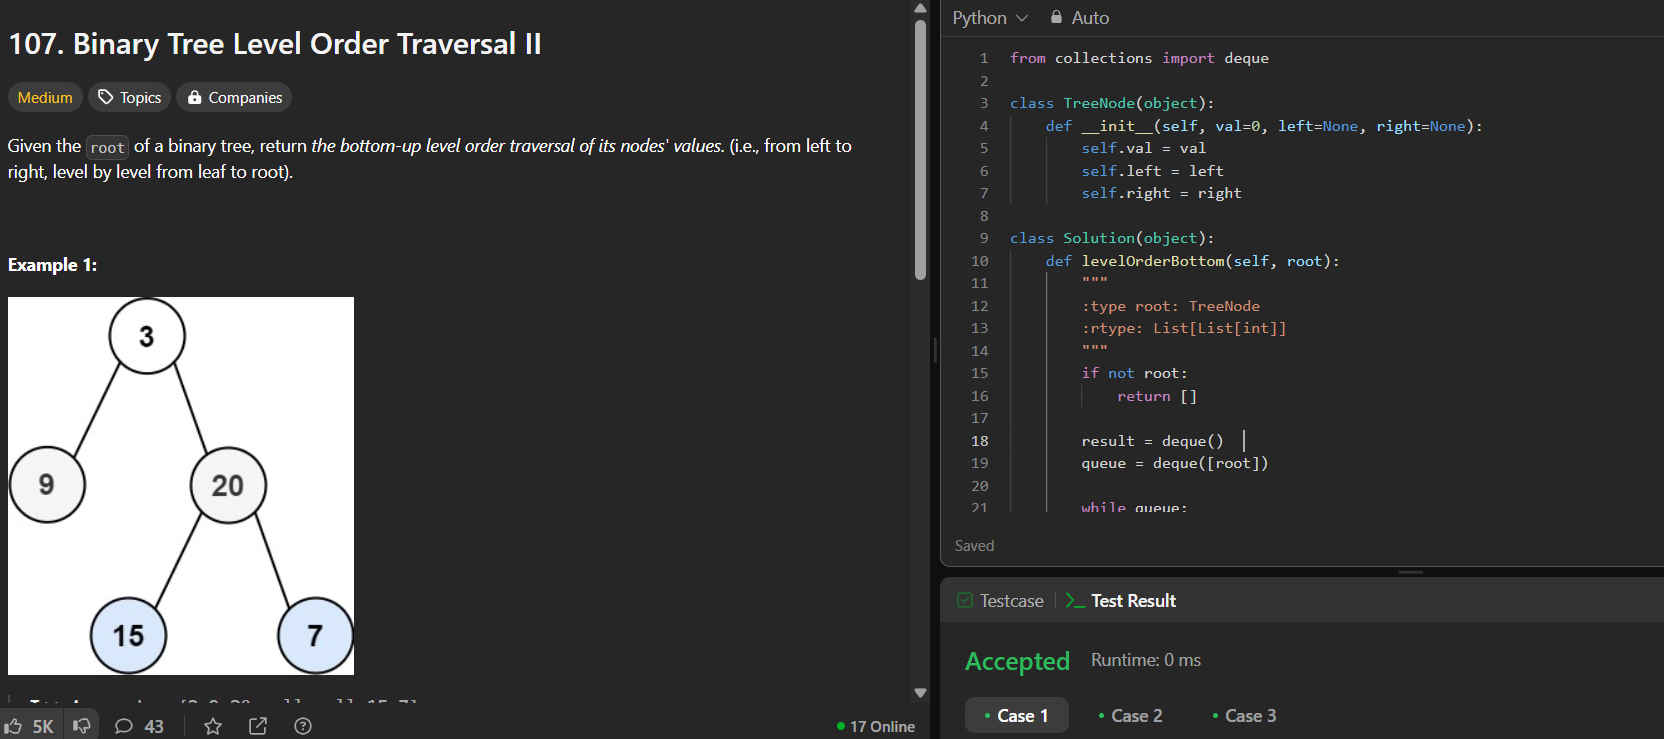 107. Binary Tree Level Order Traversal II
Medium Topics Companies
Given the root of a binary tree, return the bottom-up level order traversal of its nodes' values. (i.e., from left to
right, level by level from leaf to root).
Example 1:
3
9 20
15 7
5K 43 17 Online
Python Auto
1 from collections import deque
2
3 class TreeNode(object):
4     def __init__(self, val=0, left=None, right=None):
5         self.val = val
6         self.left = left
7         self.right = right
8
9 class Solution(object):
10     def levelOrderBottom(self, root):
11         """
12         :type root: TreeNode
13         :rtype: List[List[int]]
14         """
15         if not root:
16             return []
17
18         result = deque()
19         queue = deque([root])
20
21         while queue:
Saved
Testcase Test Result
Accepted Runtime: 0 ms
Case 1 Case 2 Case 3